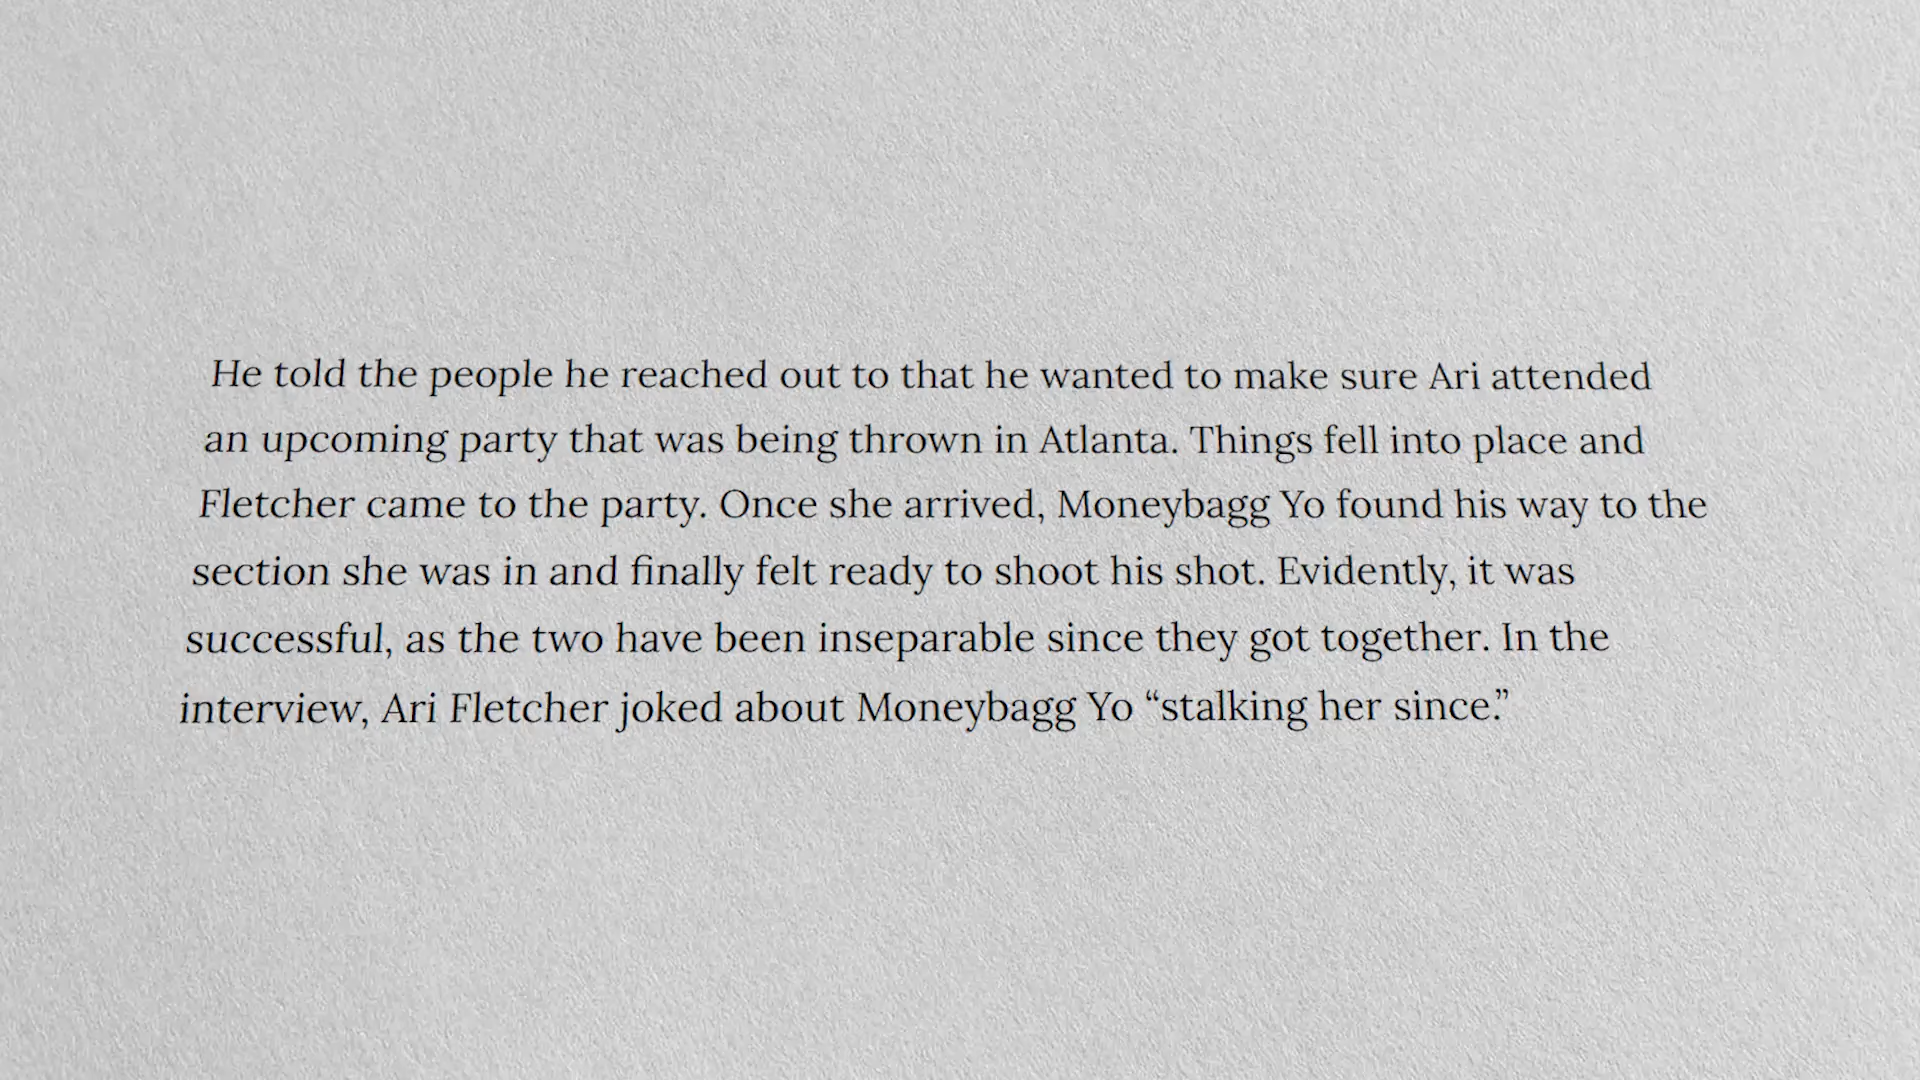 He told the people he reached out to that he wanted to make sure Ari attended
an upcoming party that was being thrown in Atlanta. Things fell into place and
Fletcher came to the party. Once she arrived, Moneybagg Yo found his way to the
section she was in and finally felt ready to shoot his shot. Evidently, it was
successful, as the two have been inseparable since they got together. In the
interview, Ari Fletcher joked about Moneybagg Yo “stalking her since.”